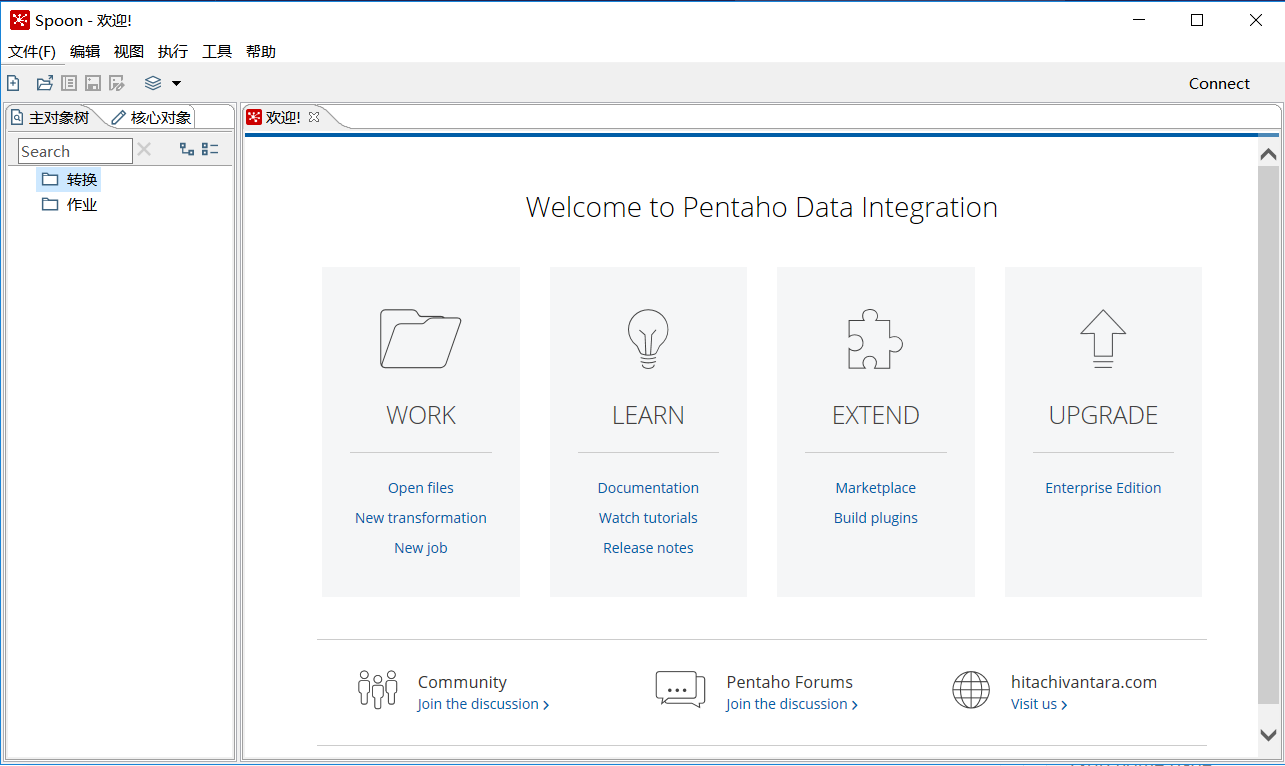 Spoon - 欢迎!
文件(F) 编辑 视图 执行 工具 帮助
Connect
主对象树 核心对象
欢迎!
Search
转换
作业
Welcome to Pentaho Data Integration
WORK
Open files
New transformation
New job
LEARN
Documentation
Watch tutorials
Release notes
EXTEND
Marketplace
Build plugins
UPGRADE
Enterprise Edition
Community
Join the discussion
Pentaho Forums
Join the discussion
hitachivantara.com
Visit us